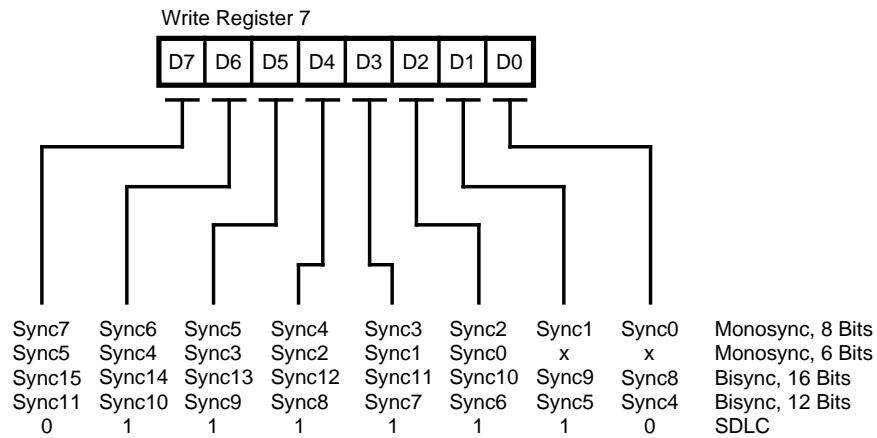 Write Register 7
D7 D6 D5 D4 D3 D2 D1 D0
Sync7 Sync6 Sync5 Sync4 Sync3 Sync2 Sync1 Sync0 Monosync, 8 Bits
Sync5 Sync4 Sync3 Sync2 Sync1 Sync0 x x Monosync, 6 Bits
Sync15 Sync14 Sync13 Sync12 Sync11 Sync10 Sync9 Sync8 Bisync, 16 Bits
Sync11 Sync10 Sync9 Sync8 Sync7 Sync6 Sync5 Sync4 Bisync, 12 Bits
0 1 1 1 1 1 1 0 SDLC